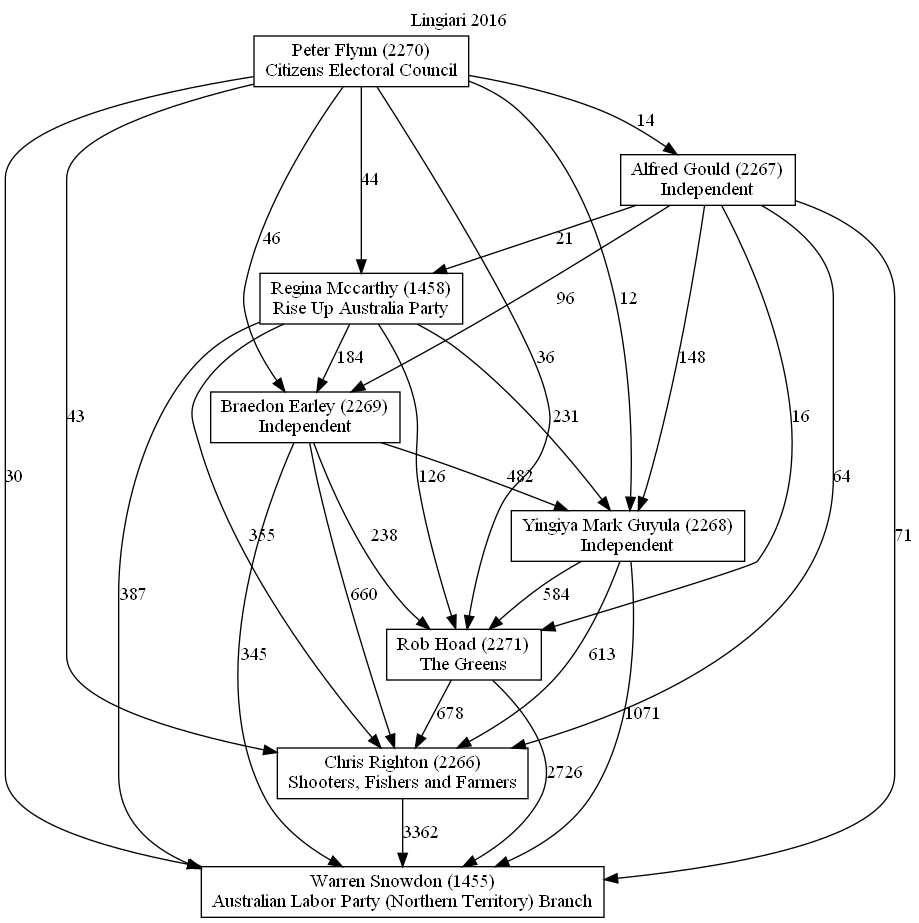 Lingiari 2016
Peter Flynn (2270)
Citizens Electoral Council
14
Alfred Gould (2267)
Independent
44
46
21
Regina Mccarthy (1458)
Rise Up Australia Party
96
12
184
36
148
Braedon Earley (2269)
Independent
43
231
16
30
126
482
64
Yingiya Mark Guyula (2268)
Independent
355
238
71
387
660
584
Rob Hoad (2271)
The Greens
345
613
678
1071
Chris Righton (2266)
Shooters, Fishers and Farmers
2726
3362
Warren Snowdon (1455)
Australian Labor Party (Northern Territory) Branch